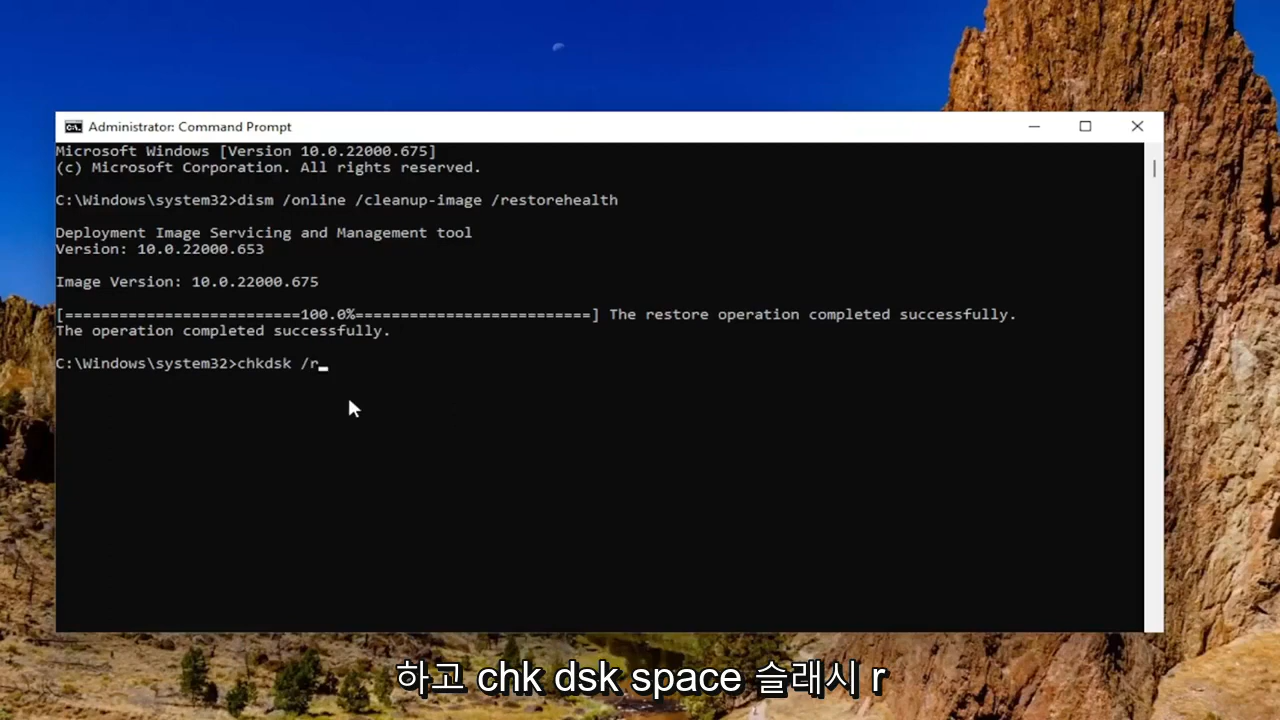 Administrator: Command Prompt
Microsoft Windows [Version 10.0.22000.675]
(c) Microsoft Corporation. All rights reserved.
C:\Windows\system32>dism /online /cleanup-image /restorehealth
Deployment Image Servicing and Management tool
Version: 10.0.22000.653
Image Version: 10.0.22000.675
[==========================100.0%==========================] The restore operation completed successfully.
The operation completed successfully.
C:\Windows\system32>chkdsk /r
하고 chk dsk space 슬래시 r